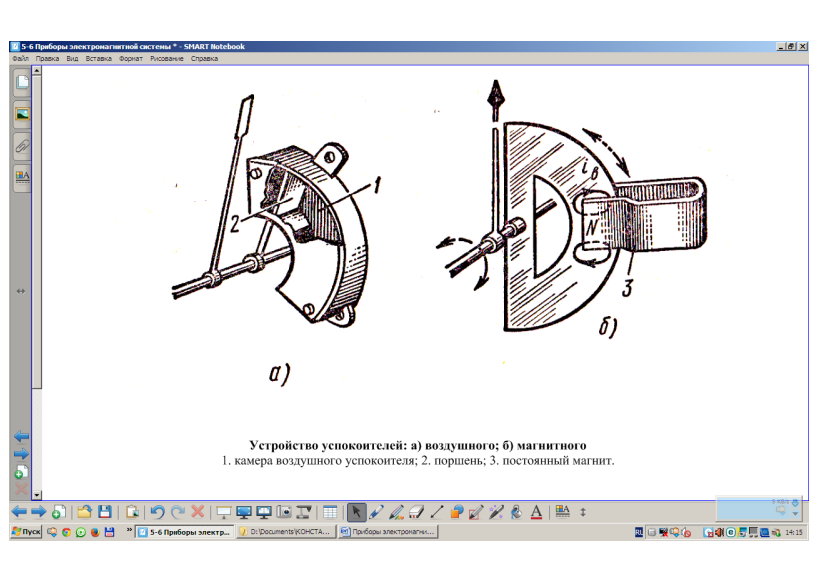 5-6 Приборы электромагнитной системы * - SMART Notebook
Файл Правка Вид Вставка Формат Рисование Справка
1
2
а)
i в
N
3
б)
Устройство успокоителей: а) воздушного; б) магнитного
1. камера воздушного успокоителя; 2. поршень; 3. постоянный магнит.
Пуск
5-6 Приборы электр...
D:\Documents\КОНСТА...
Приборы электромагни...
RU
14:15